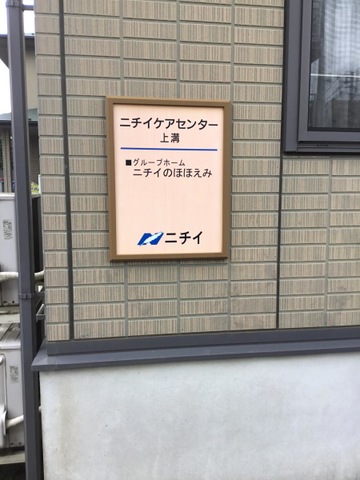 ニチイケアセンター
上溝
■グループホーム
ニチイのほほえみ
ニチイ